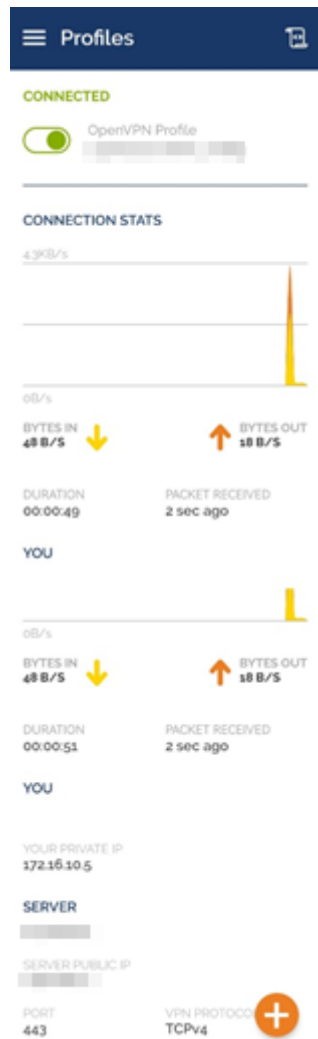 Profiles
CONNECTED
OpenVPN Profile
CONNECTION STATS
4.3KB/s
0B/s
BYTES IN
48 B/S
BYTES OUT
18 B/S
DURATION
00:00:49
PACKET RECEIVED
2 sec ago
YOU
0B/s
BYTES IN
48 B/S
BYTES OUT
18 B/S
DURATION
00:00:51
PACKET RECEIVED
2 sec ago
YOU
YOUR PRIVATE IP
172.16.10.5
SERVER
SERVER PUBLIC IP
PORT
443
VPN PROTOCO
TCPv4